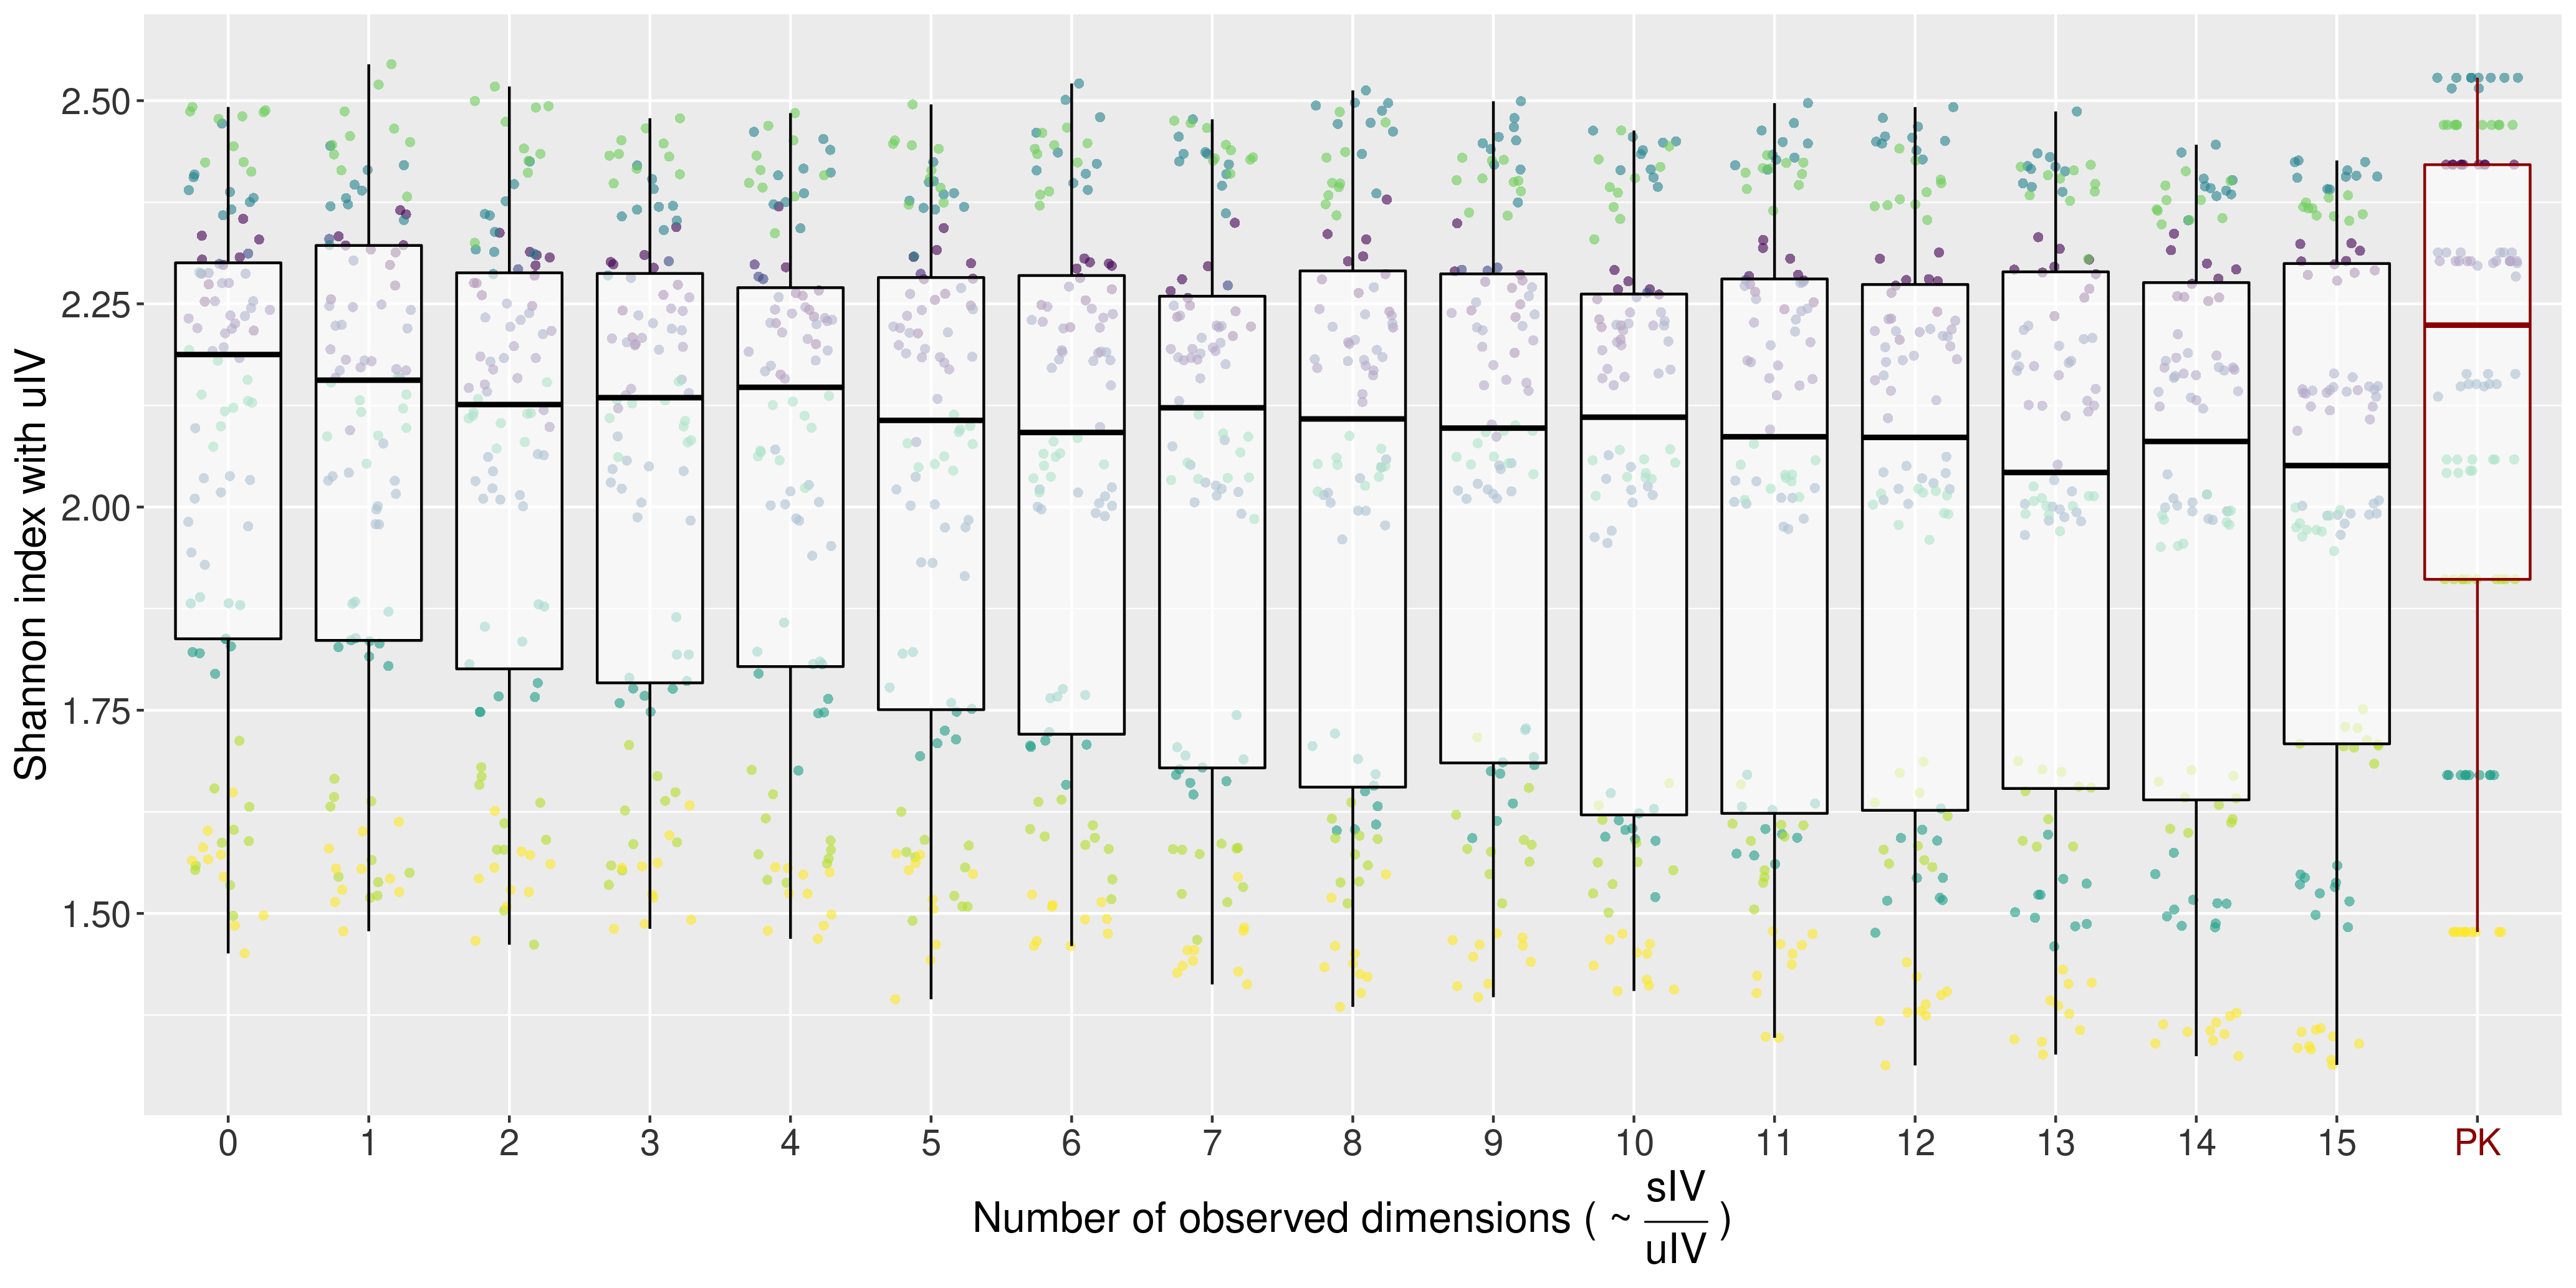 Shannon index with uIV
2.50
2.25
2.00
1.75
1.50
0 1 2 3 4 5 6 7 8 9 10 11 12 13 14 15 PK
Number of observed dimensions ( ~ sIV/uIV )